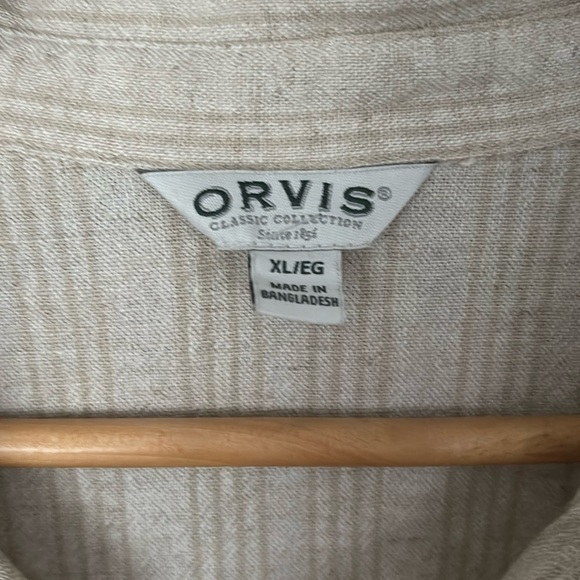 ORVIS®
CLASSIC COLLECTION
Since 1856
XL/EG
MADE IN
BANGLADESH